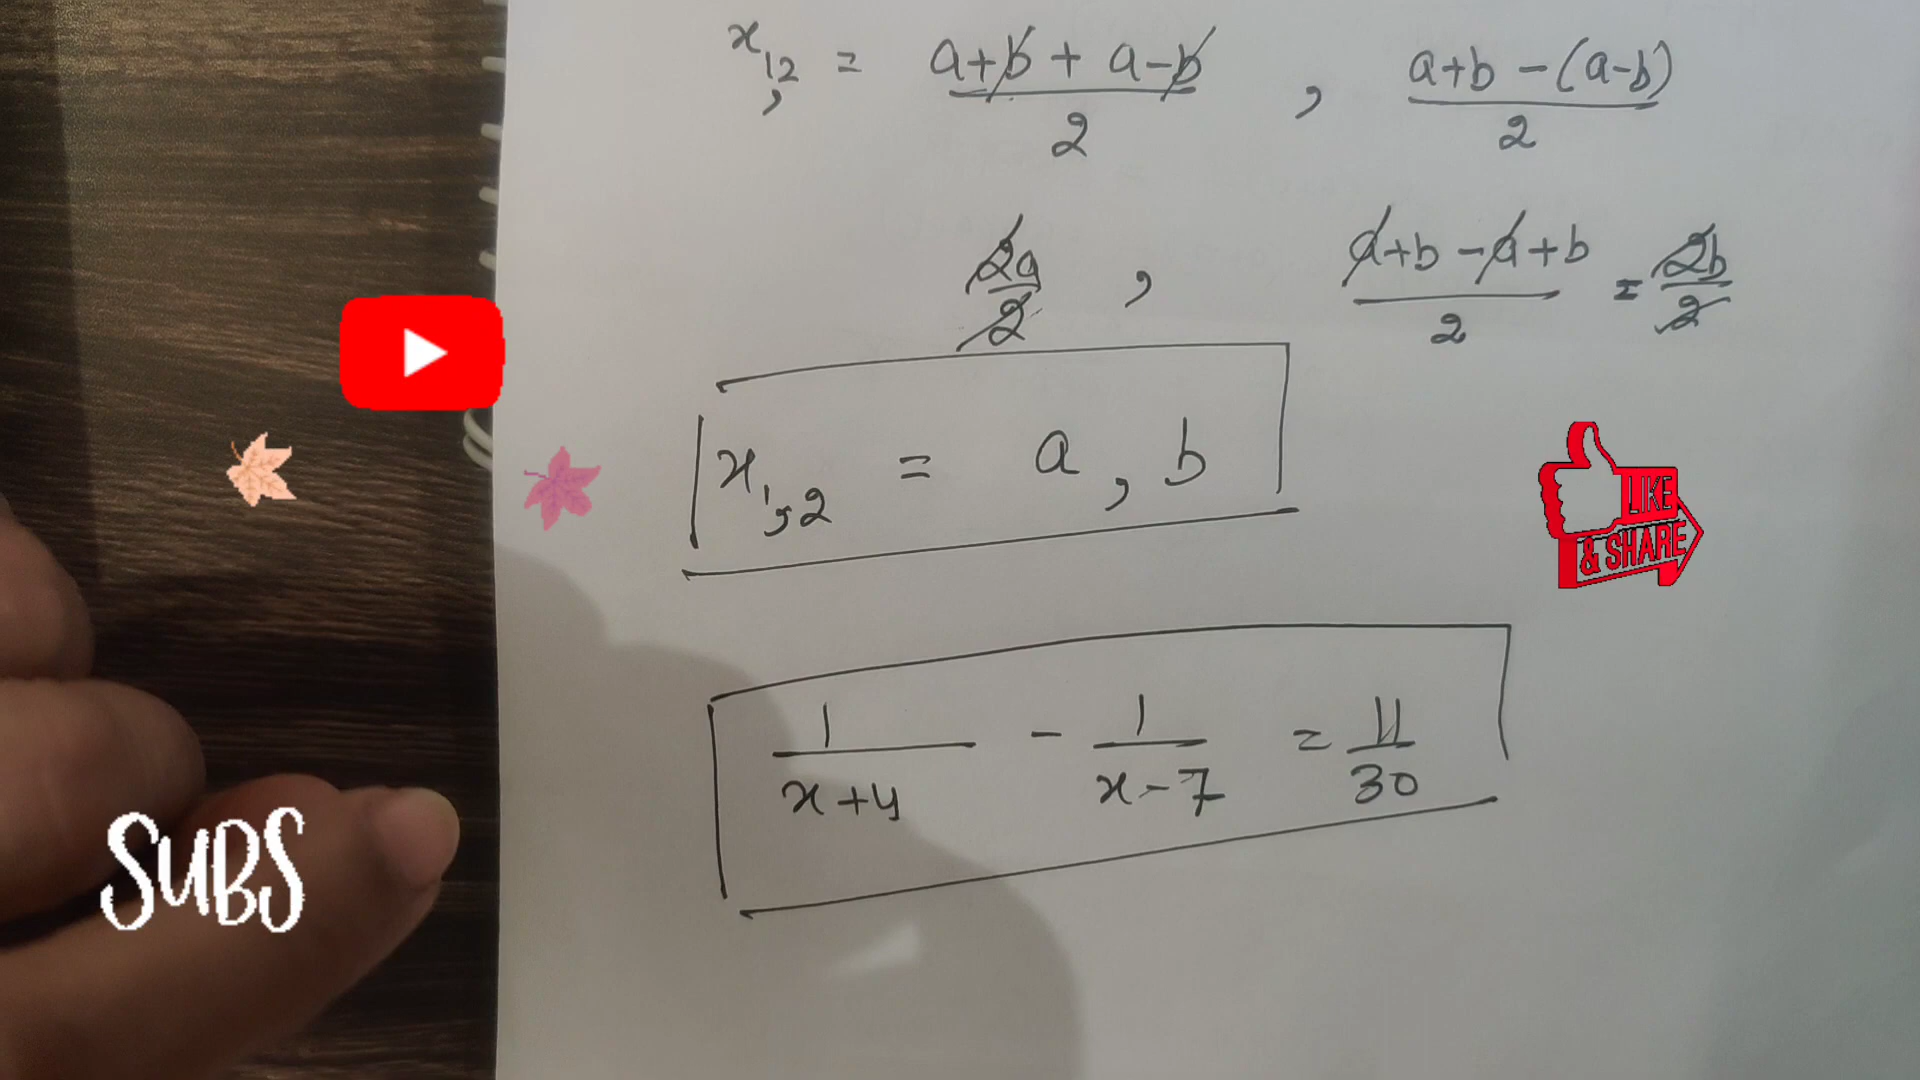 x1,2 = a+b + a-b / 2 , a+b -(a-b) / 2
2a / 2 , a+b -a+b / 2 = 2b / 2
x1,2 = a , b
LIKE
& SHARE
1 / x+4 - 1 / x-7 = 11 / 30
SUBS